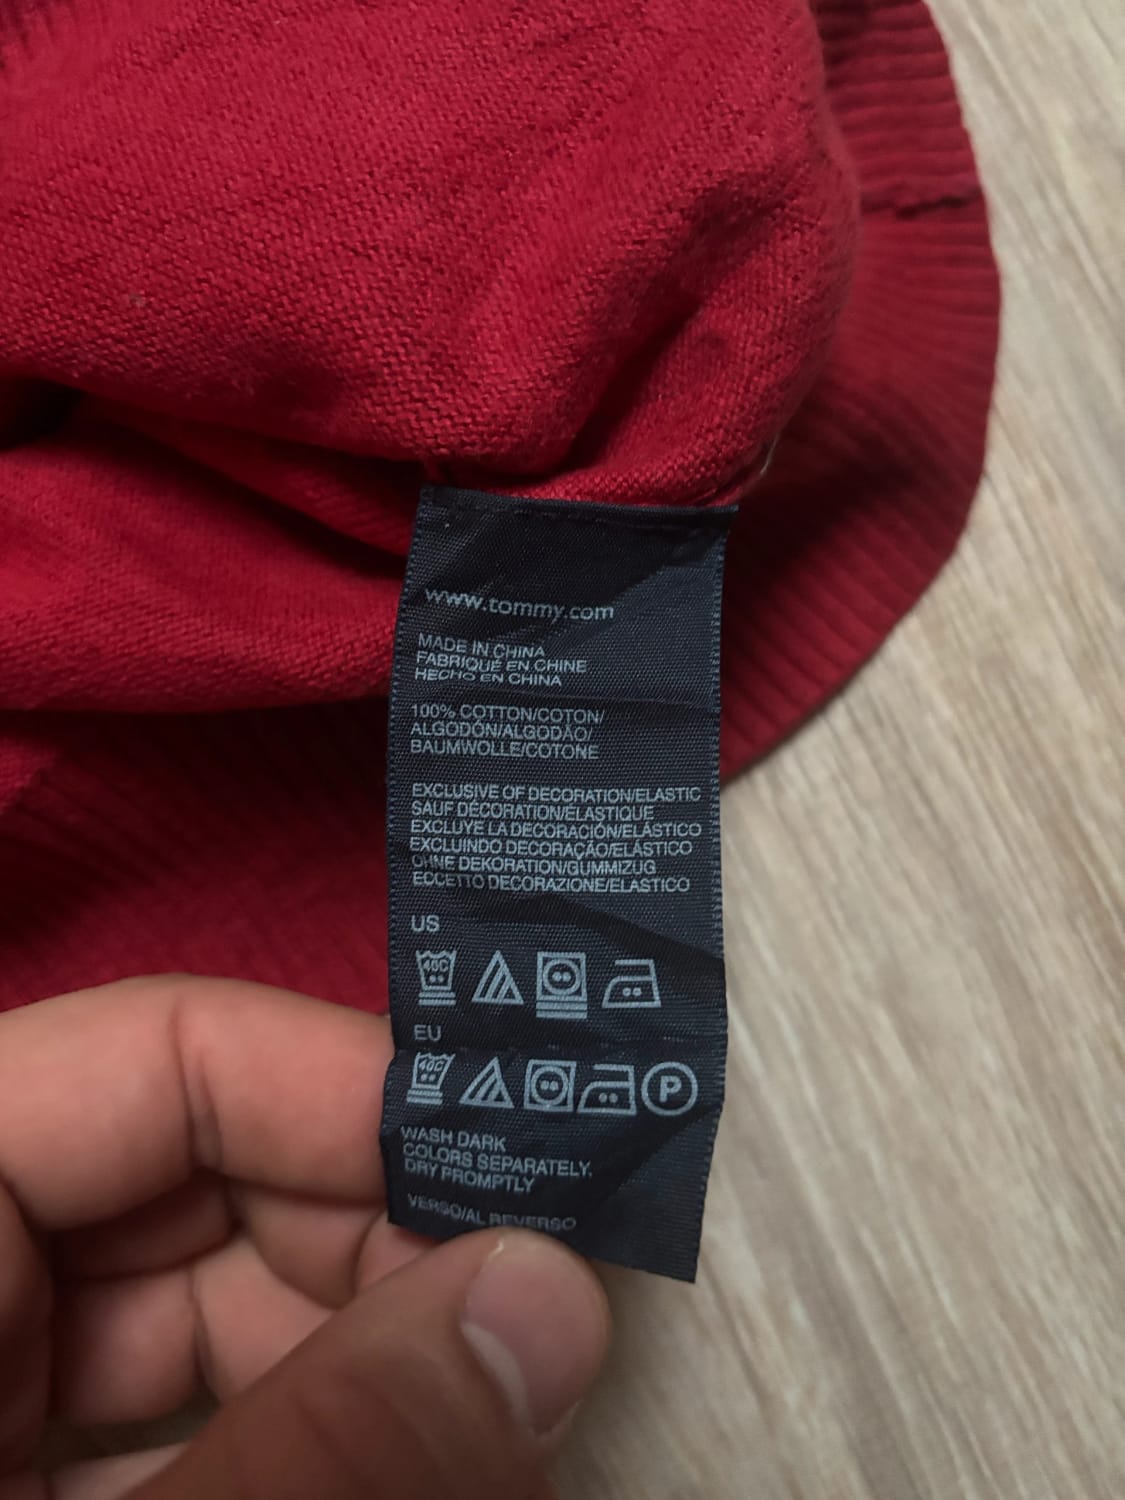 www.tommy.com
MADE IN CHINA
FABRIQUÉ EN CHINE
HECHO EN CHINA
100% COTTON/COTON/
ALGODÓN/ALGODÃO/
BAUMWOLLE/COTONE
EXCLUSIVE OF DECORATION/ELASTIC
SAUF DÉCORATION/ÉLASTIQUE
EXCLUYE LA DECORACIÓN/ELÁSTICO
EXCLUINDO DECORAÇÃO/ELÁSTICO
OHNE DEKORATION/GUMMIZUG
ECCETTO DECORAZIONE/ELASTICO
US
40C
EU
40C P
WASH DARK
COLORS SEPARATELY.
DRY PROMPTLY
VERSO/AL REVERSO